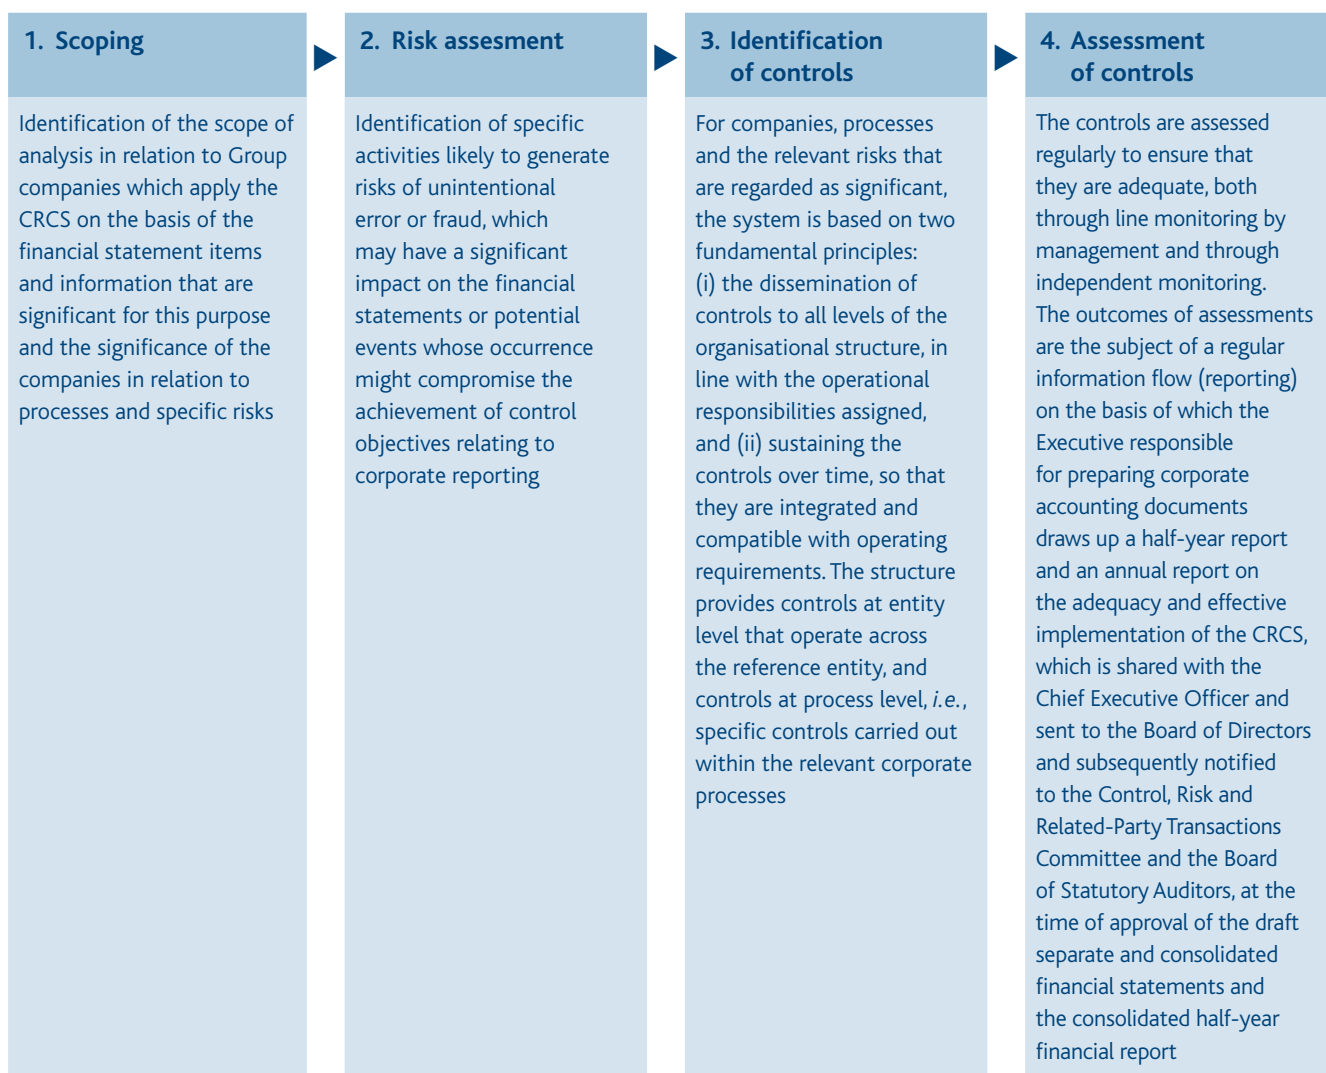 1. Scoping
Identification of the scope of
analysis in relation to Group
companies which apply the
CRCS on the basis of the
financial statement items
and information that are
significant for this purpose
and the significance of the
companies in relation to
processes and specific risks
2. Risk assesment
Identification of specific
activities likely to generate
risks of unintentional
error or fraud, which
may have a significant
impact on the financial
statements or potential
events whose occurrence
might compromise the
achievement of control
objectives relating to
corporate reporting
3. Identification
of controls
For companies, processes
and the relevant risks that
are regarded as significant,
the system is based on two
fundamental principles:
(i) the dissemination of
controls to all levels of the
organisational structure, in
line with the operational
responsibilities assigned,
and (ii) sustaining the
controls over time, so that
they are integrated and
compatible with operating
requirements. The structure
provides controls at entity
level that operate across
the reference entity, and
controls at process level, i.e.,
specific controls carried out
within the relevant corporate
processes
4. Assessment
of controls
The controls are assessed
regularly to ensure that
they are adequate, both
through line monitoring by
management and through
independent monitoring.
The outcomes of assessments
are the subject of a regular
information flow (reporting)
on the basis of which the
Executive responsible
for preparing corporate
accounting documents
draws up a half-year report
and an annual report on
the adequacy and effective
implementation of the CRCS,
which is shared with the
Chief Executive Officer and
sent to the Board of Directors
and subsequently notified
to the Control, Risk and
Related-Party Transactions
Committee and the Board
of Statutory Auditors, at the
time of approval of the draft
separate and consolidated
financial statements and
the consolidated half-year
financial report